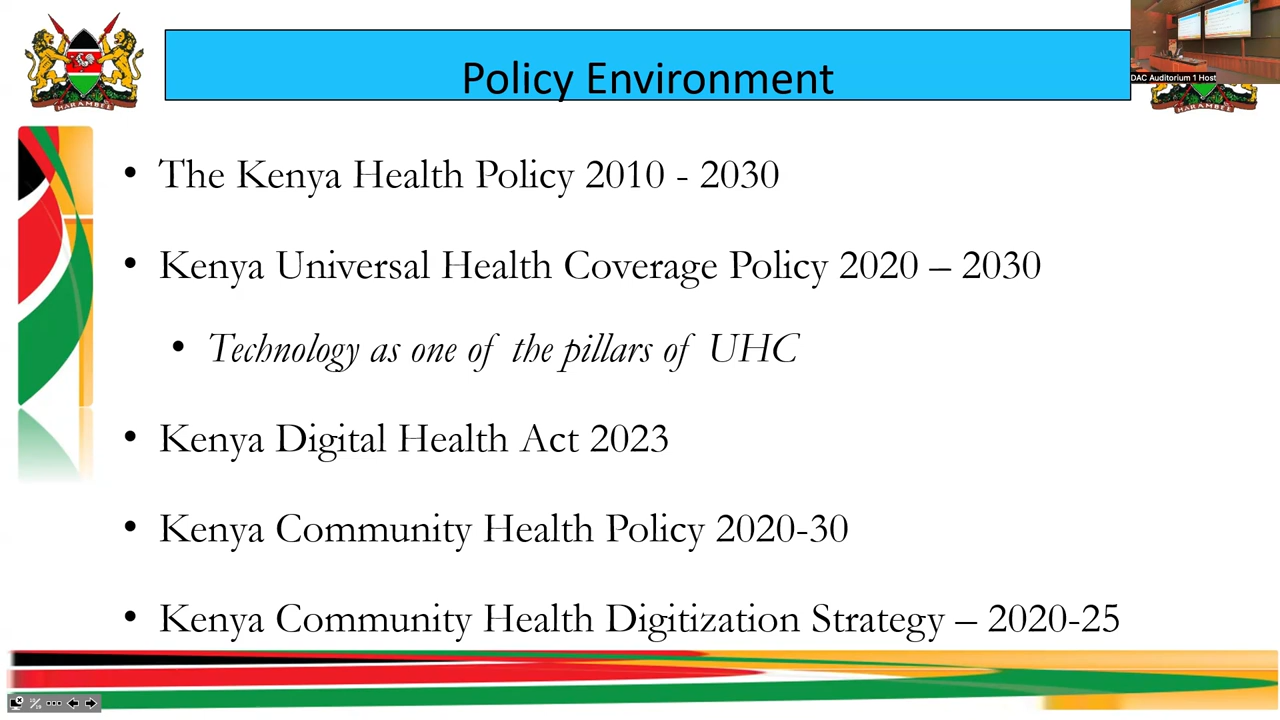 Policy Environment
DAC Auditorium 1 Host
HARAMBEE
HARAMBEE
• The Kenya Health Policy 2010 - 2030
• Kenya Universal Health Coverage Policy 2020 – 2030
• Technology as one of the pillars of UHC
• Kenya Digital Health Act 2023
• Kenya Community Health Policy 2020-30
• Kenya Community Health Digitization Strategy – 2020-25